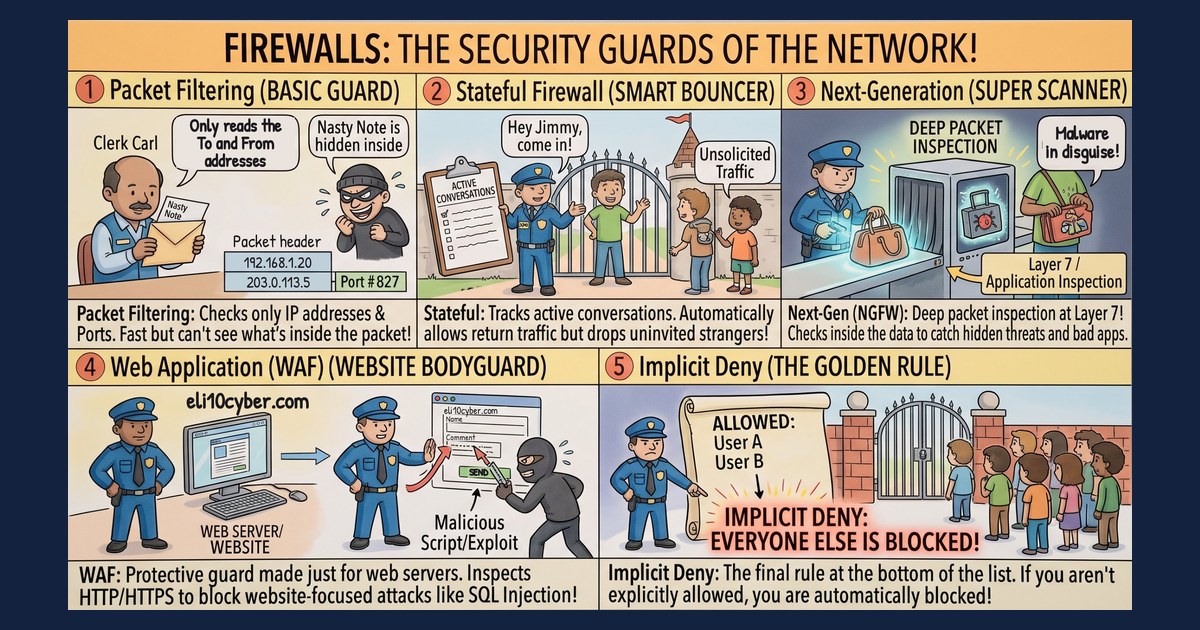 FIREWALLS: THE SECURITY GUARDS OF THE NETWORK!
1 Packet Filtering (BASIC GUARD)
Clerk Carl
Only reads the
To and From
addresses
Nasty Note is
hidden inside
Nasty
Note
Packet header
192.168.1.20
203.0.113.5
Port #827
Packet Filtering: Checks only IP addresses &
Ports. Fast but can't see what's inside the packet!
2 Stateful Firewall (SMART BOUNCER)
Hey Jimmy,
come in!
ACTIVE
CONVERSATIONS
Unsolicited
Traffic
Stateful: Tracks active conversations. Automatically
allows return traffic but drops uninvited strangers!
3 Next-Generation (SUPER SCANNER)
DEEP PACKET
INSPECTION
Malware
in disguise!
Layer 7 /
Application Inspection
Next-Gen (NGFW): Deep packet inspection at Layer 7!
Checks inside the data to catch hidden threats and bad apps.
4 Web Application (WAF) (WEBSITE BODYGUARD)
eli10cyber.com
WEB SERVER/
WEBSITE
eli10cyber.com
Name
Comment
SEND
Malicious
Script/Exploit
WAF: Protective guard made just for web servers. Inspects
HTTP/HTTPS to block website-focused attacks like SQL Injection!
5 Implicit Deny (THE GOLDEN RULE)
ALLOWED:
User A
User B
IMPLICIT DENY:
EVERYONE ELSE IS BLOCKED!
Implicit Deny: The final rule at the bottom of the list. If you aren't
explicitly allowed, you are automatically blocked!